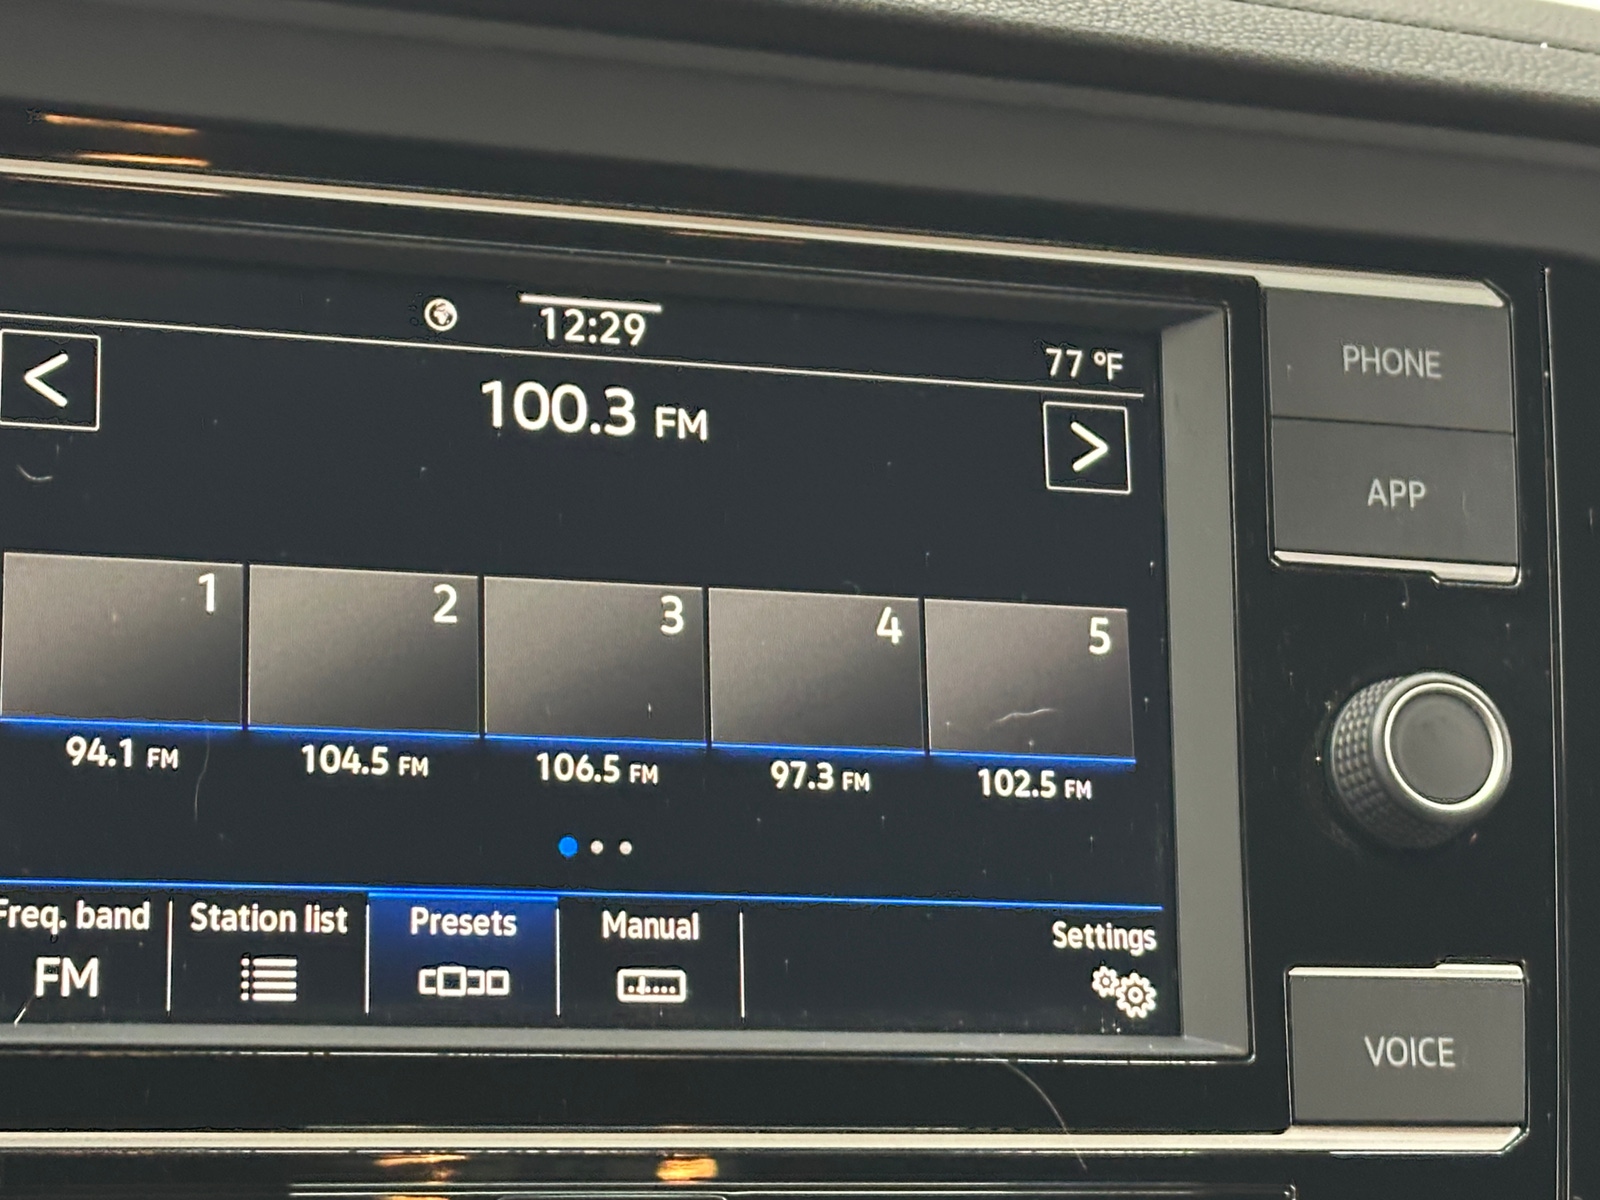 12:29
77 °F
<
100.3 FM
>
PHONE
APP
1
2
3
4
5
94.1 FM
104.5 FM
106.5 FM
97.3 FM
102.5 FM
Freq. band
Station list
Presets
Manual
Settings
FM
VOICE